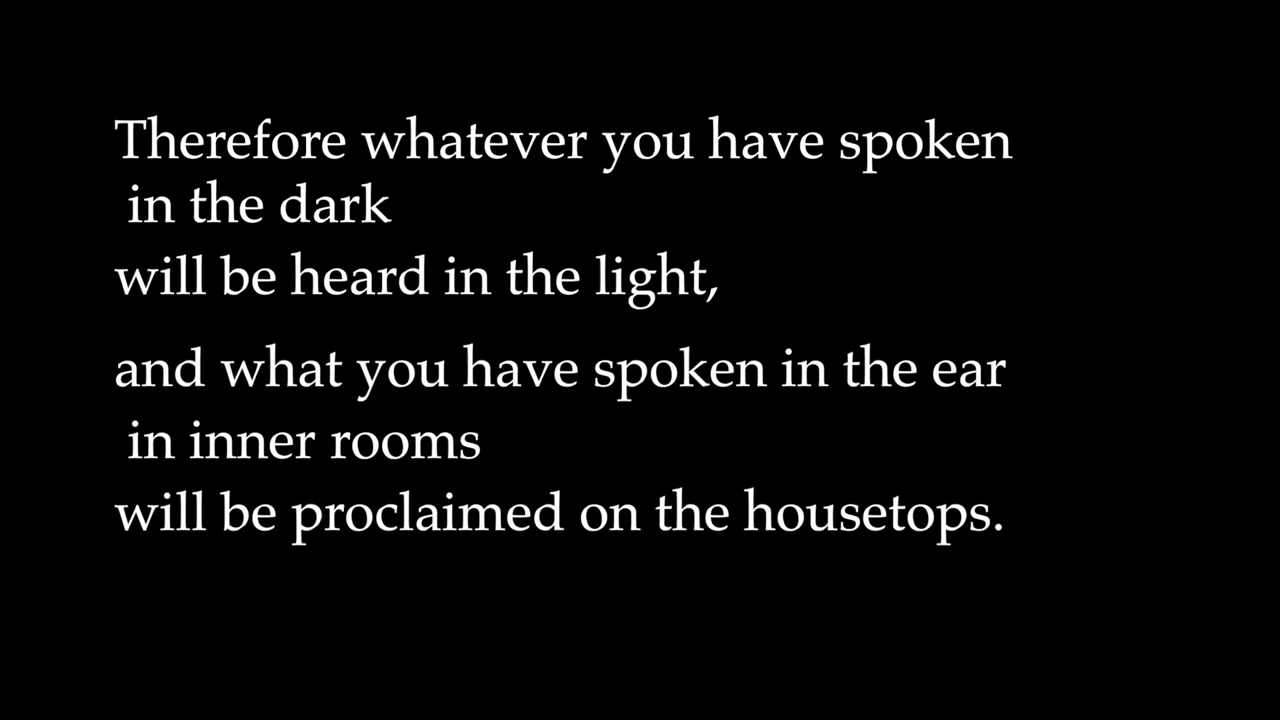 Therefore whatever you have spoken
in the dark
will be heard in the light,
and what you have spoken in the ear
in inner rooms
will be proclaimed on the housetops.